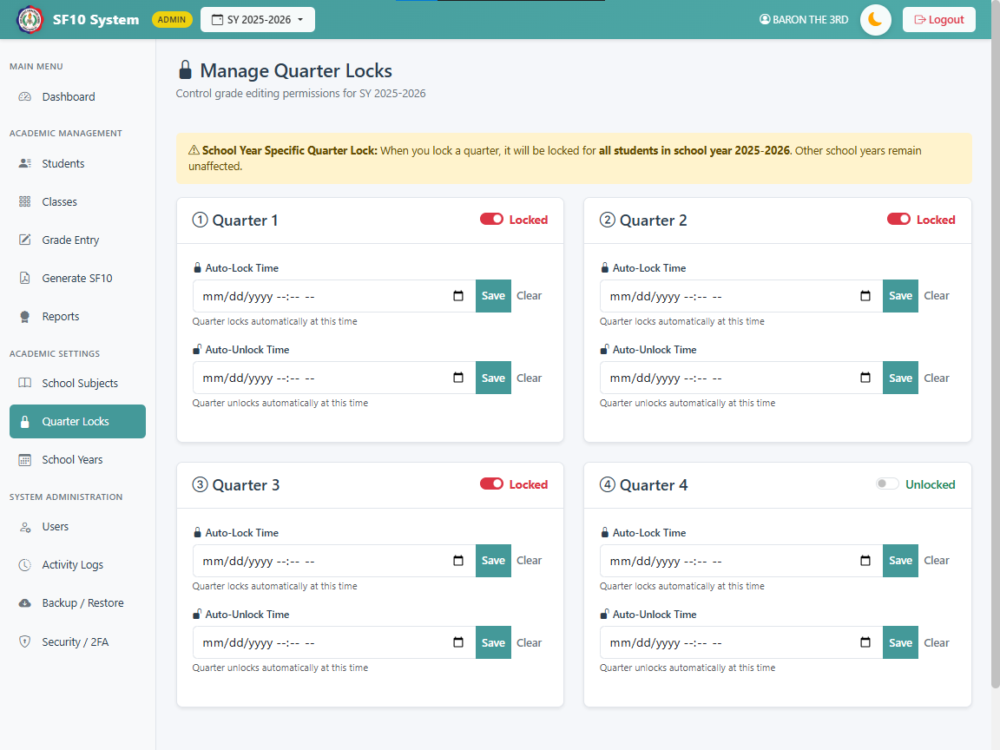 SF10 System ADMIN SY 2025-2026 BARON THE 3RD Logout
MAIN MENU
Dashboard
ACADEMIC MANAGEMENT
Students
Classes
Grade Entry
Generate SF10
Reports
ACADEMIC SETTINGS
School Subjects
Quarter Locks
School Years
SYSTEM ADMINISTRATION
Users
Activity Logs
Backup / Restore
Security / 2FA
Manage Quarter Locks
Control grade editing permissions for SY 2025-2026
School Year Specific Quarter Lock: When you lock a quarter, it will be locked for all students in school year 2025-2026. Other school years remain
unaffected.
1 Quarter 1 Locked
Auto-Lock Time
mm/dd/yyyy --:-- -- Save Clear
Quarter locks automatically at this time
Auto-Unlock Time
mm/dd/yyyy --:-- -- Save Clear
Quarter unlocks automatically at this time
2 Quarter 2 Locked
Auto-Lock Time
mm/dd/yyyy --:-- -- Save Clear
Quarter locks automatically at this time
Auto-Unlock Time
mm/dd/yyyy --:-- -- Save Clear
Quarter unlocks automatically at this time
3 Quarter 3 Locked
Auto-Lock Time
mm/dd/yyyy --:-- -- Save Clear
Quarter locks automatically at this time
Auto-Unlock Time
mm/dd/yyyy --:-- -- Save Clear
Quarter unlocks automatically at this time
4 Quarter 4 Unlocked
Auto-Lock Time
mm/dd/yyyy --:-- -- Save Clear
Quarter locks automatically at this time
Auto-Unlock Time
mm/dd/yyyy --:-- -- Save Clear
Quarter unlocks automatically at this time